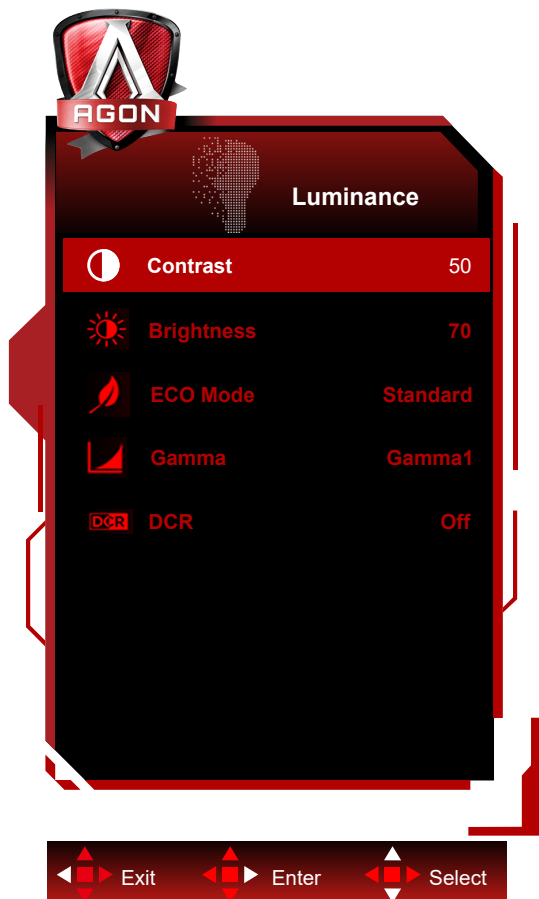 AGON
Luminance
Contrast 50
Brightness 70
ECO Mode Standard
Gamma Gamma1
DCR DCR Off
Exit Enter Select